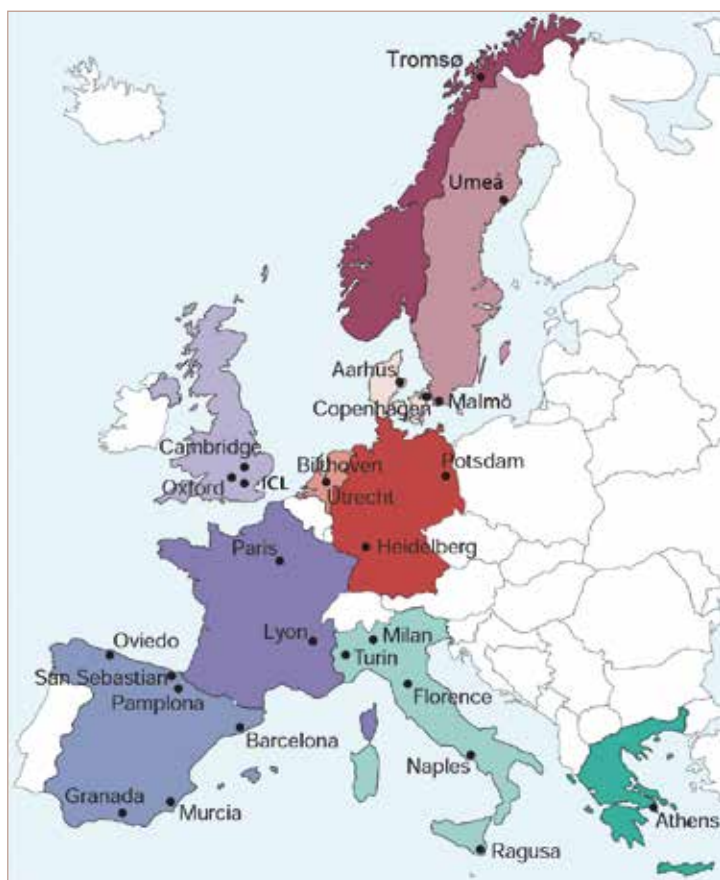 Tromsø
Umeå
Aarhus
Copenhagen
Malmö
Cambridge
Bilthoven
Potsdam
Oxford
ICL
Utrecht
Paris
Heidelberg
Lyon
Milan
Oviedo
Turin
San Sebastian
Pamplona
Florence
Barcelona
Naples
Granada
Murcia
Athens
Ragusa